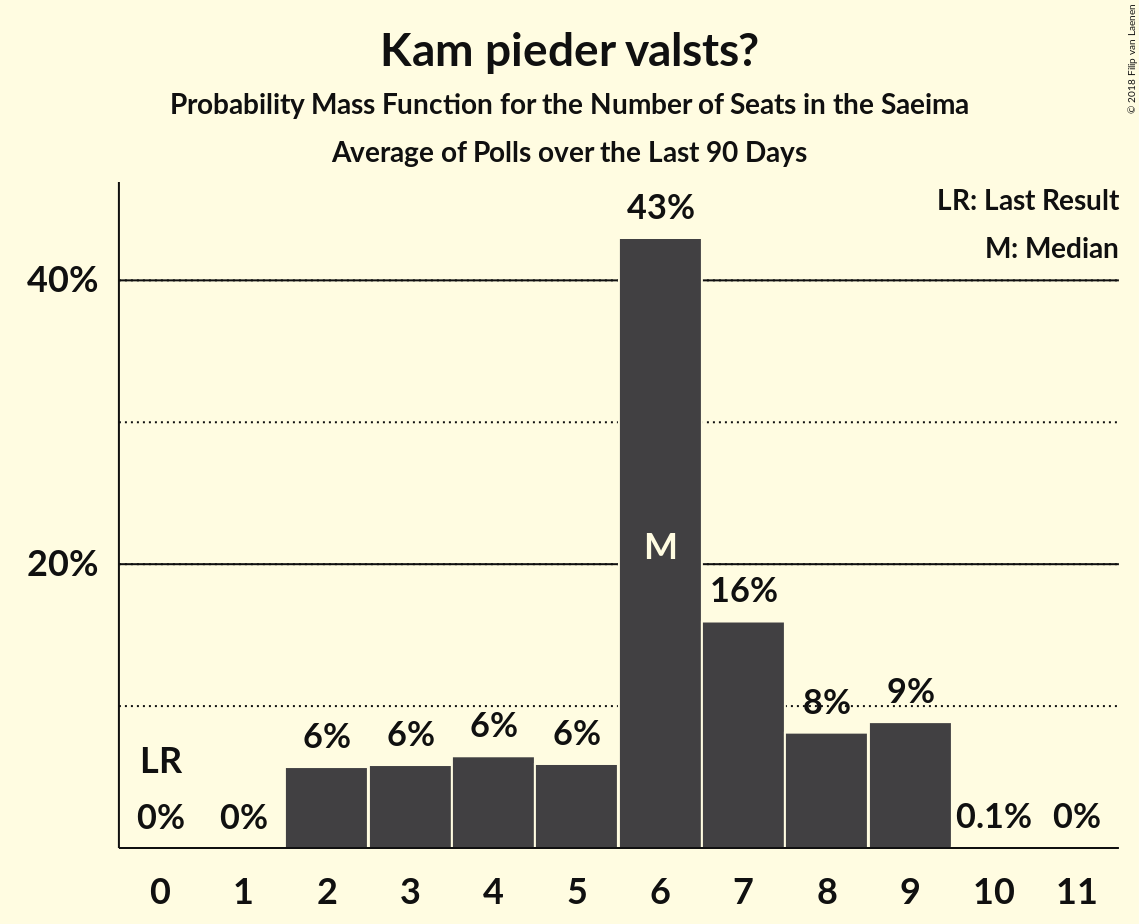 Kam pieder valsts?
Probability Mass Function for the Number of Seats in the Saeima
Average of Polls over the Last 90 Days
© 2018 Filip van Laenen
LR: Last Result
M: Median
43%
40%
M
20%
16%
9%
8%
6% 6% 6% 6%
LR
0% 0% 0.1% 0%
0 1 2 3 4 5 6 7 8 9 10 11